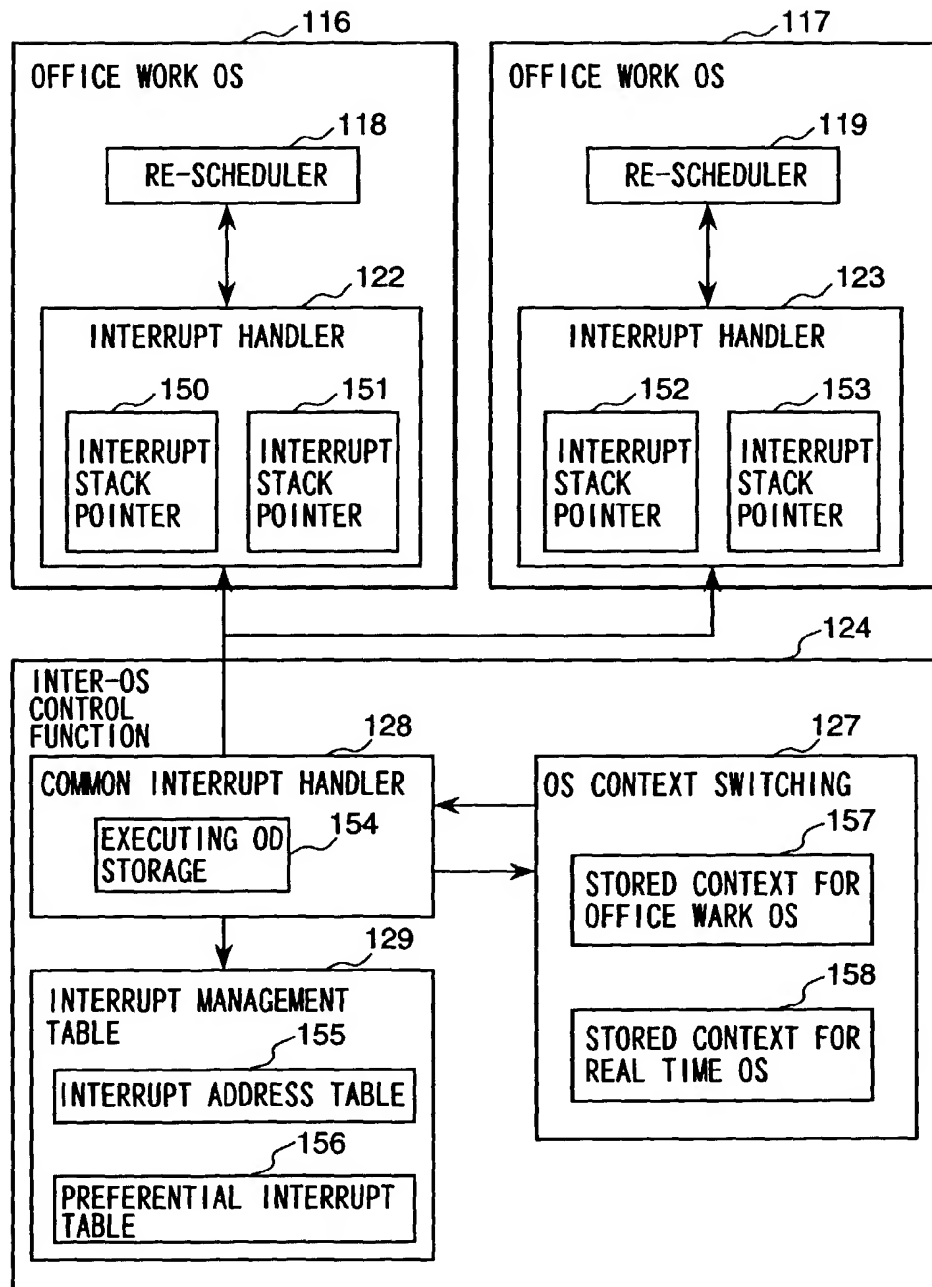 116
OFFICE WORK OS
118
RE-SCHEDULER
122
INTERRUPT HANDLER
150
INTERRUPT
STACK
POINTER
151
INTERRUPT
STACK
POINTER
117
OFFICE WORK OS
119
RE-SCHEDULER
123
INTERRUPT HANDLER
152
INTERRUPT
STACK
POINTER
153
INTERRUPT
STACK
POINTER
124
INTER-OS
CONTROL
FUNCTION
128
COMMON INTERRUPT HANDLER
EXECUTING OD
STORAGE
154
127
OS CONTEXT SWITCHING
157
STORED CONTEXT FOR
OFFICE WARK OS
158
STORED CONTEXT FOR
REAL TIME OS
129
INTERRUPT MANAGEMENT
TABLE
155
INTERRUPT ADDRESS TABLE
156
PREFERENTIAL INTERRUPT
TABLE